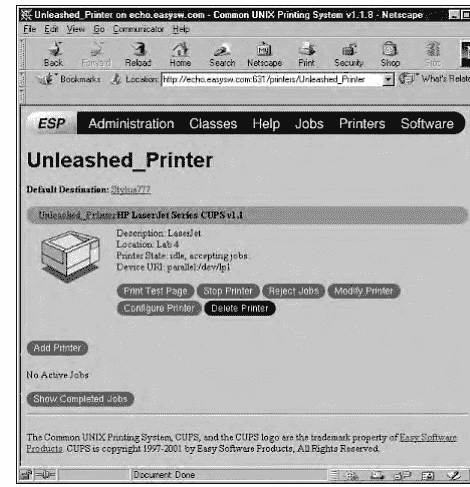 Unleashed_Printer on echo.easysw.com - Common UNIX Printing System v1.1.8 - Netscape
File Edit View Go Communicator Help
Back Forward Reload Home Search Netscape Print Security Shop Stop
Bookmarks Location: http://echo.easysw.com:631/printers/Unleashed_Printer What's Relate
ESP Administration Classes Help Jobs Printers Software
Unleashed_Printer
Default Destination: Stylus777
Unleashed_Printer HP LaserJet Series CUPS v1.1
Description: LaserJet
Location: Lab 4
Printer State: idle, accepting jobs.
Device URI: parallel:/dev/lp1
Print Test Page Stop Printer Reject Jobs Modify Printer
Configure Printer Delete Printer
Add Printer
No Active Jobs
Show Completed Jobs
The Common UNIX Printing System, CUPS, and the CUPS logo are the trademark property of Easy Software
Products. CUPS is copyright 1997-2001 by Easy Software Products, All Rights Reserved.
Document: Done